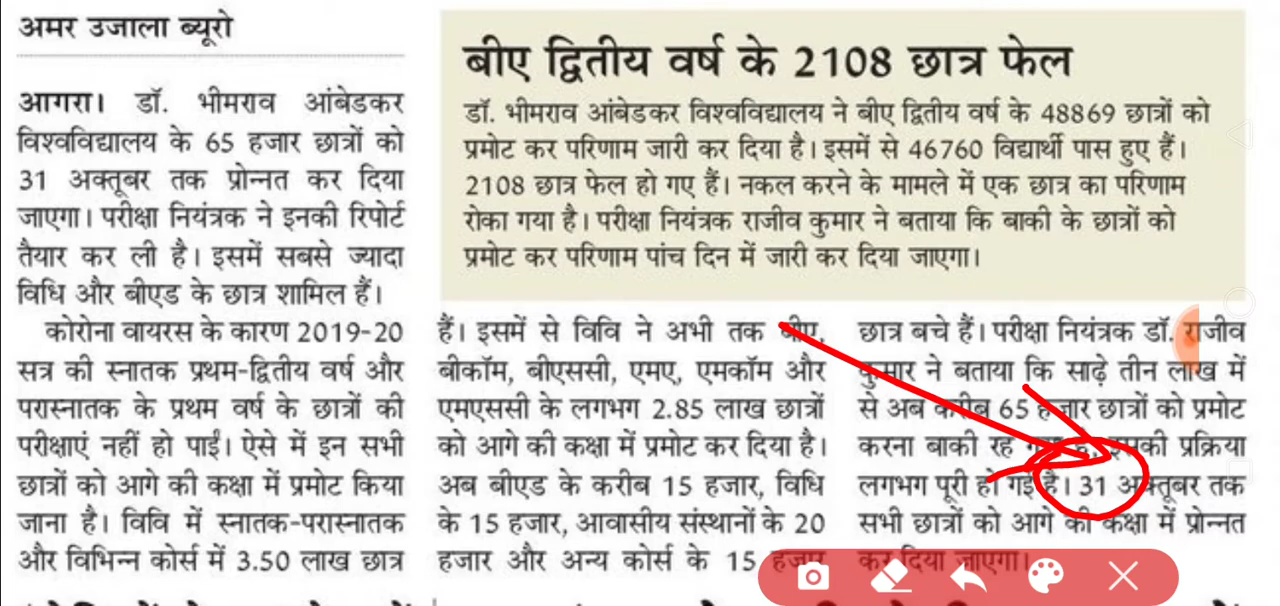 अमर उजाला ब्यूरो
आगरा। डॉ. भीमराव आंबेडकर
विश्वविद्यालय के 65 हजार छात्रों को
31 अक्तूबर तक प्रोन्नत कर दिया
जाएगा। परीक्षा नियंत्रक ने इनकी रिपोर्ट
तैयार कर ली है। इसमें सबसे ज्यादा
विधि और बीएड के छात्र शामिल हैं।
कोरोना वायरस के कारण 2019-20
सत्र की स्नातक प्रथम-द्वितीय वर्ष और
परास्नातक के प्रथम वर्ष के छात्रों की
परीक्षाएं नहीं हो पाईं। ऐसे में इन सभी
छात्रों को आगे की कक्षा में प्रमोट किया
जाना है। विवि में स्नातक-परास्नातक
और विभिन्न कोर्स में 3.50 लाख छात्र
बीए द्वितीय वर्ष के 2108 छात्र फेल
डॉ. भीमराव आंबेडकर विश्वविद्यालय ने बीए द्वितीय वर्ष के 48869 छात्रों को
प्रमोट कर परिणाम जारी कर दिया है। इसमें से 46760 विद्यार्थी पास हुए हैं।
2108 छात्र फेल हो गए हैं। नकल करने के मामले में एक छात्र का परिणाम
रोका गया है। परीक्षा नियंत्रक राजीव कुमार ने बताया कि बाकी के छात्रों को
प्रमोट कर परिणाम पांच दिन में जारी कर दिया जाएगा।
हैं। इसमें से विवि ने अभी तक बीए,
बीकॉम, बीएससी, एमए, एमकॉम और
एमएससी के लगभग 2.85 लाख छात्रों
को आगे की कक्षा में प्रमोट कर दिया है।
अब बीएड के करीब 15 हजार, विधि
के 15 हजार, आवासीय संस्थानों के 20
हजार और अन्य कोर्स के 15 हजार
छात्र बचे हैं। परीक्षा नियंत्रक डॉ. राजीव
कुमार ने बताया कि साढ़े तीन लाख में
से अब करीब 65 हजार छात्रों को प्रमोट
करना बाकी रह इसकी प्रक्रिया
लगभग पूरी हो गई है। 31 अक्तूबर तक
सभी छात्रों को आगे की कक्षा में प्रोन्नत
कर दिया जाएगा।